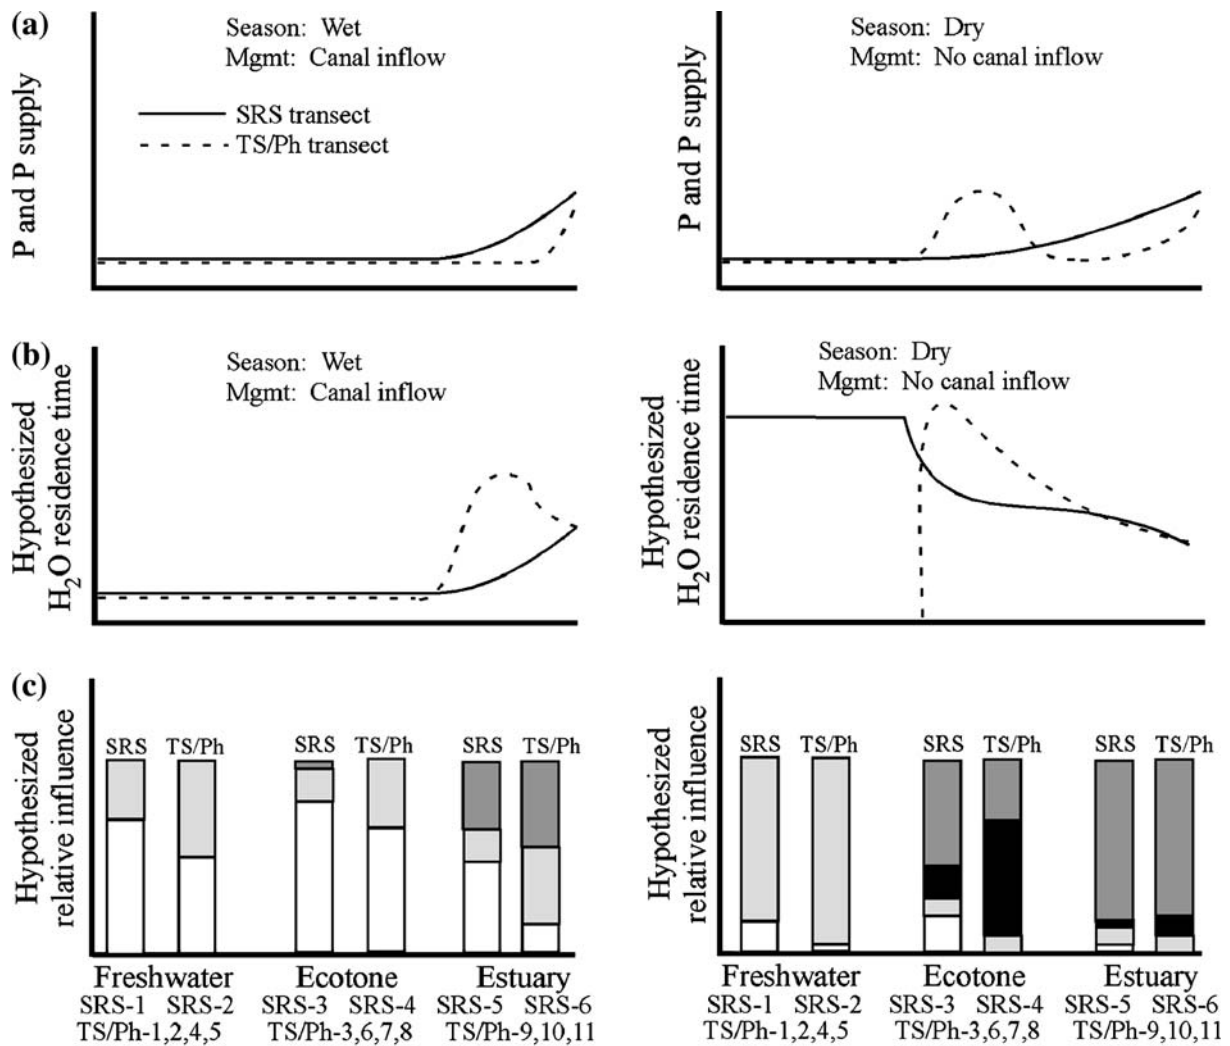 (a)
Season: Wet
Mgmt: Canal inflow
SRS transect
TS/Ph transect
P and P supply
Season: Dry
Mgmt: No canal inflow
P and P supply
(b)
Season: Wet
Mgmt: Canal inflow
Hypothesized
H₂O residence time
Season: Dry
Mgmt: No canal inflow
Hypothesized
H₂O residence time
(c)
Hypothesized
relative influence
SRS TS/Ph SRS TS/Ph SRS TS/Ph
Freshwater Ecotone Estuary
SRS-1 SRS-2 SRS-3 SRS-4 SRS-5 SRS-6
TS/Ph-1,2,4,5 TS/Ph-3,6,7,8 TS/Ph-9,10,11
Hypothesized
relative influence
SRS TS/Ph SRS TS/Ph SRS TS/Ph
Freshwater Ecotone Estuary
SRS-1 SRS-2 SRS-3 SRS-4 SRS-5 SRS-6
TS/Ph-1,2,4,5 TS/Ph-3,6,7,8 TS/Ph-9,10,11